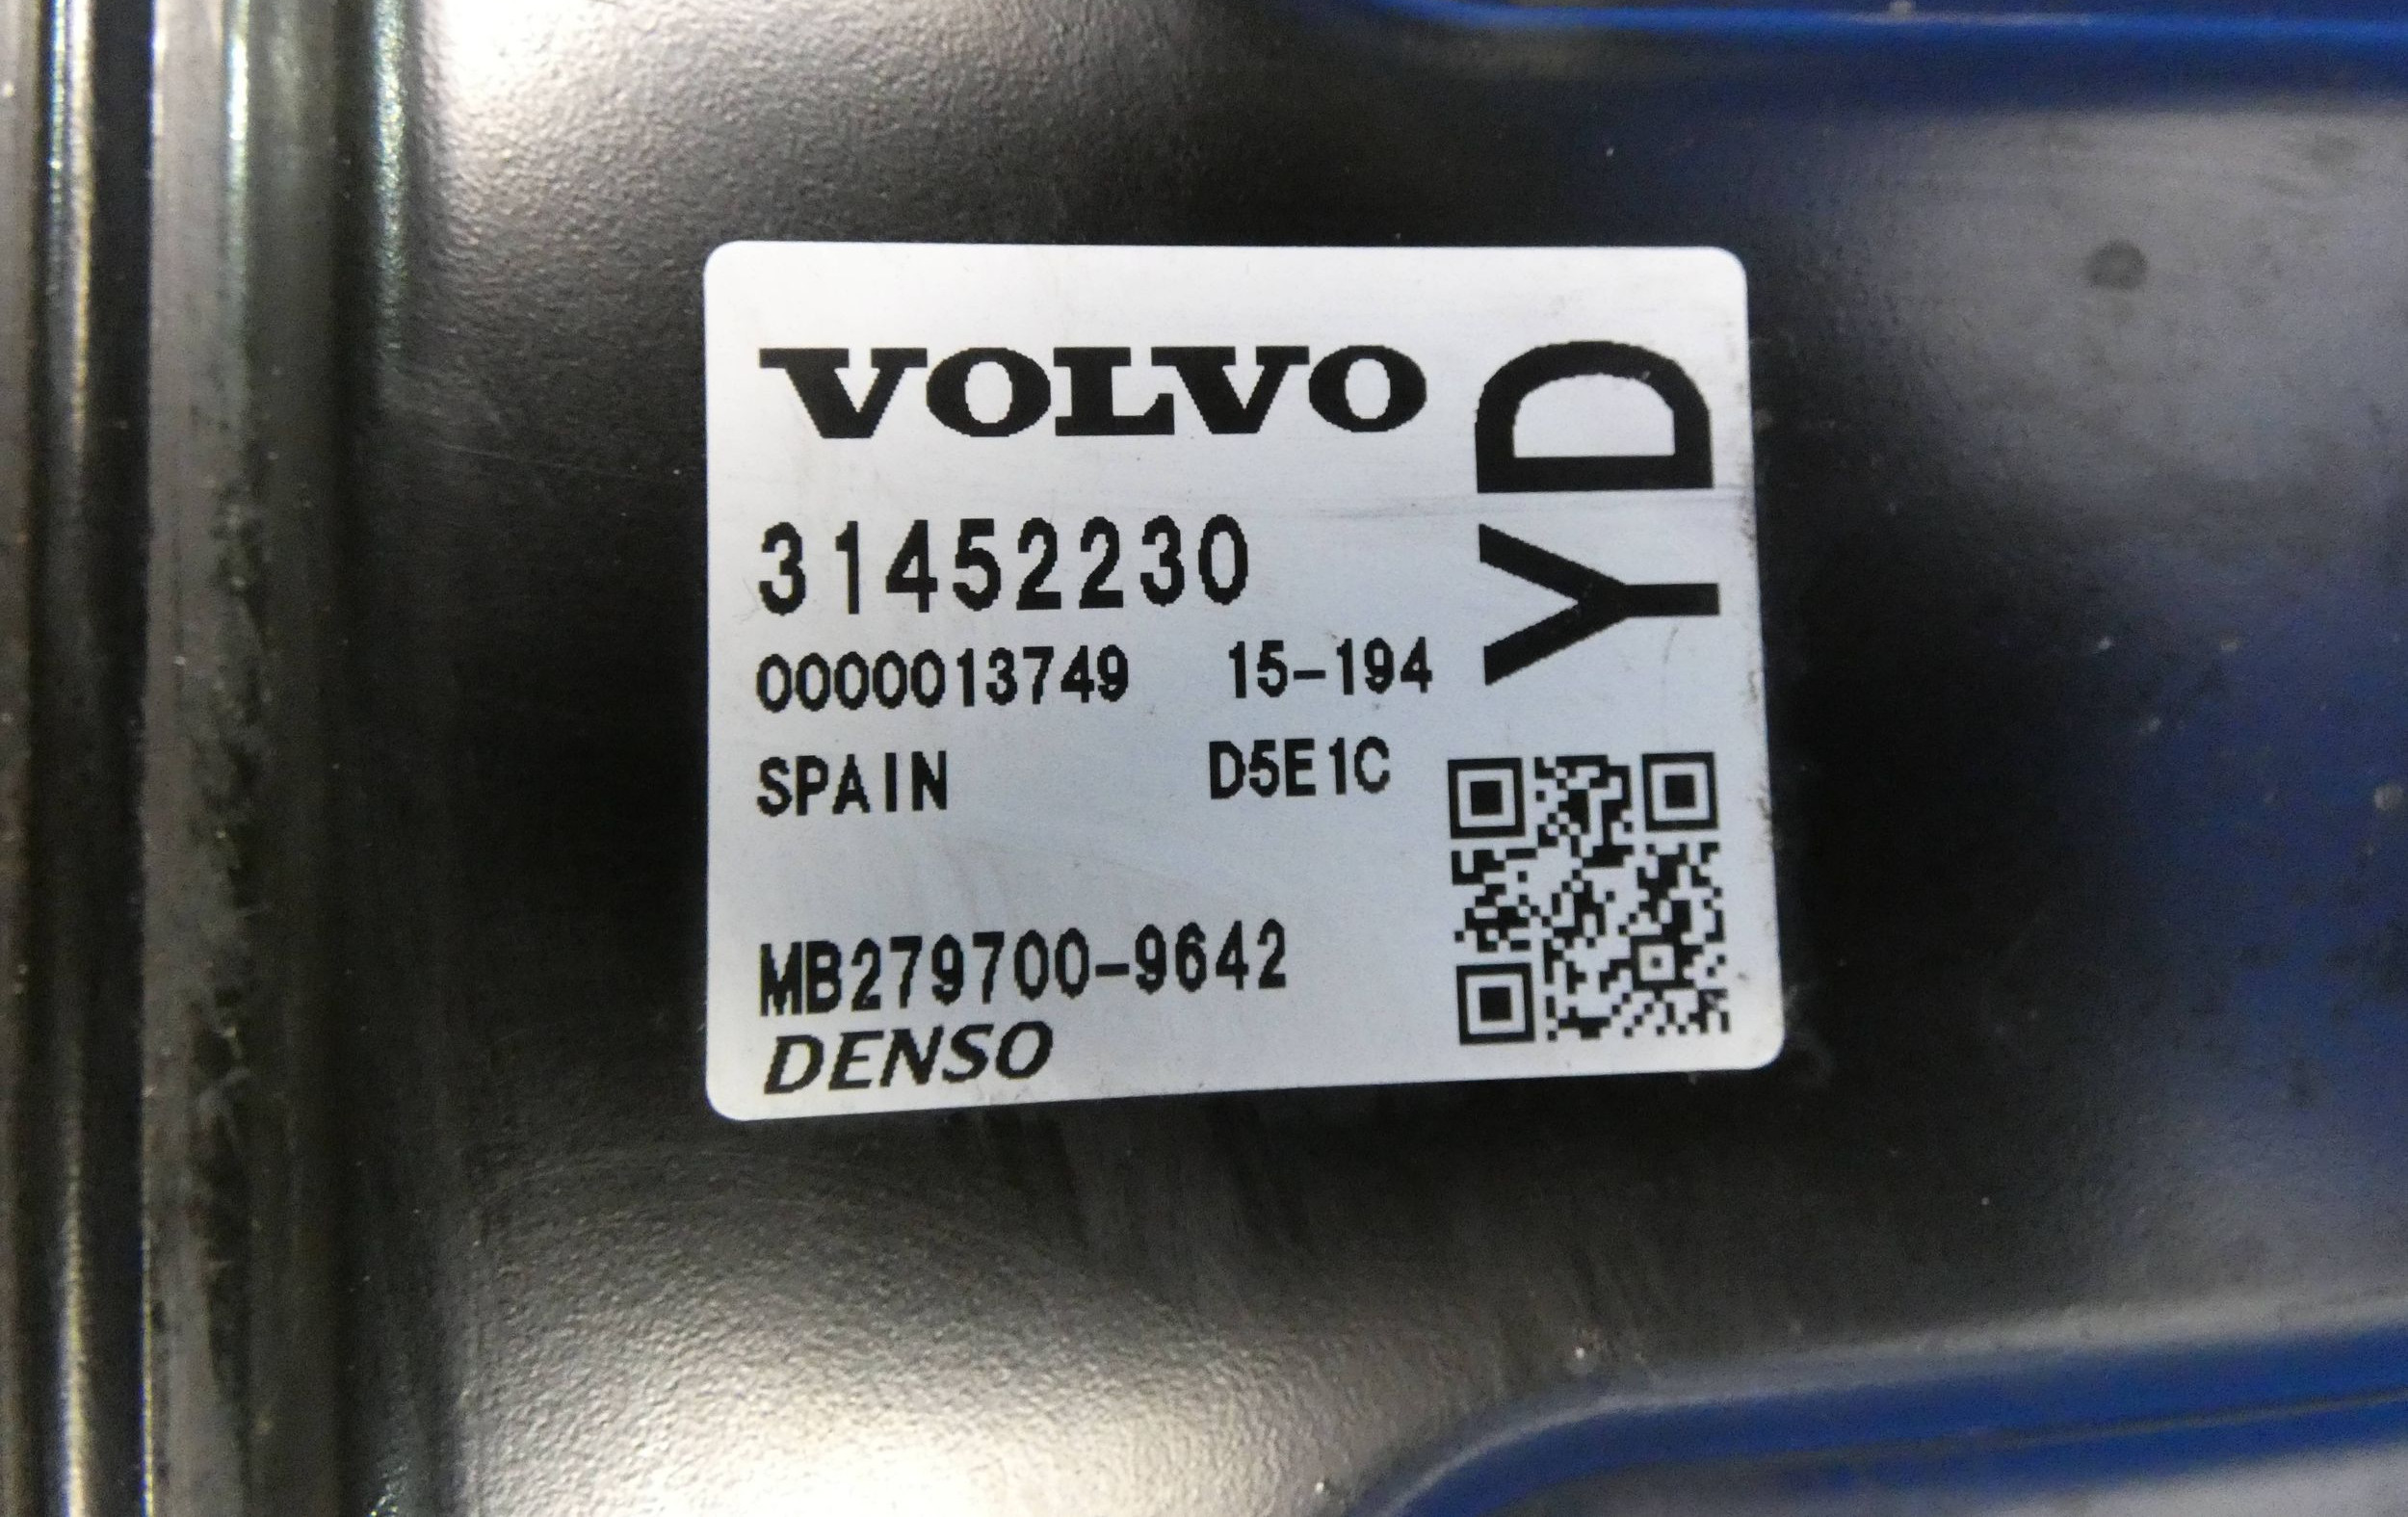 VOLVO
YD
31452230
0000013749 15-194
SPAIN D5E1C
MB279700-9642
DENSO